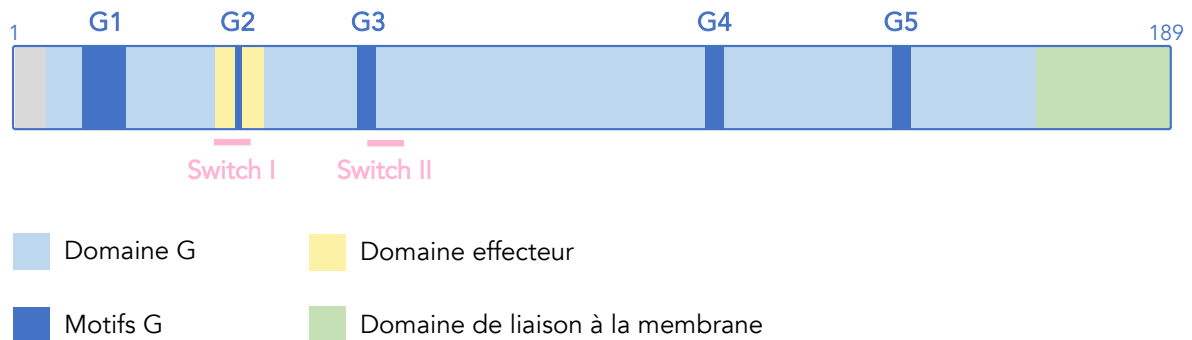 G1 G2 G3 G4 G5
1 189
Switch I Switch II
Domaine G Domaine effecteur
Motifs G Domaine de liaison à la membrane